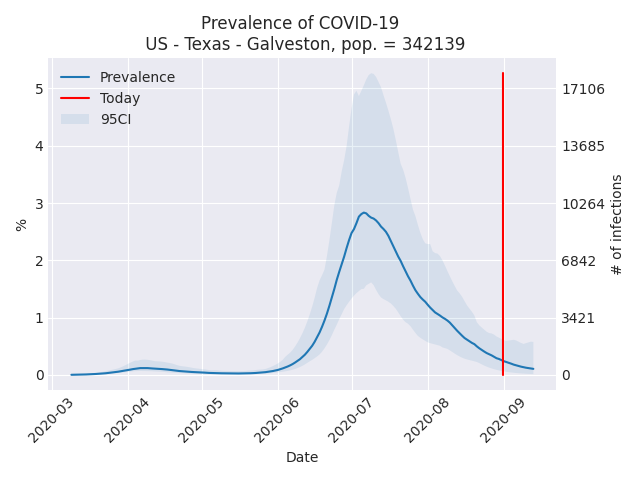 Prevalence of COVID-19
US - Texas - Galveston, pop. = 342139
Prevalence
Today
95CI
5
4
3
2
1
0
%
17106
13685
10264
6842
3421
0
# of infections
2020-03
2020-04
2020-05
2020-06
2020-07
2020-08
2020-09
Date